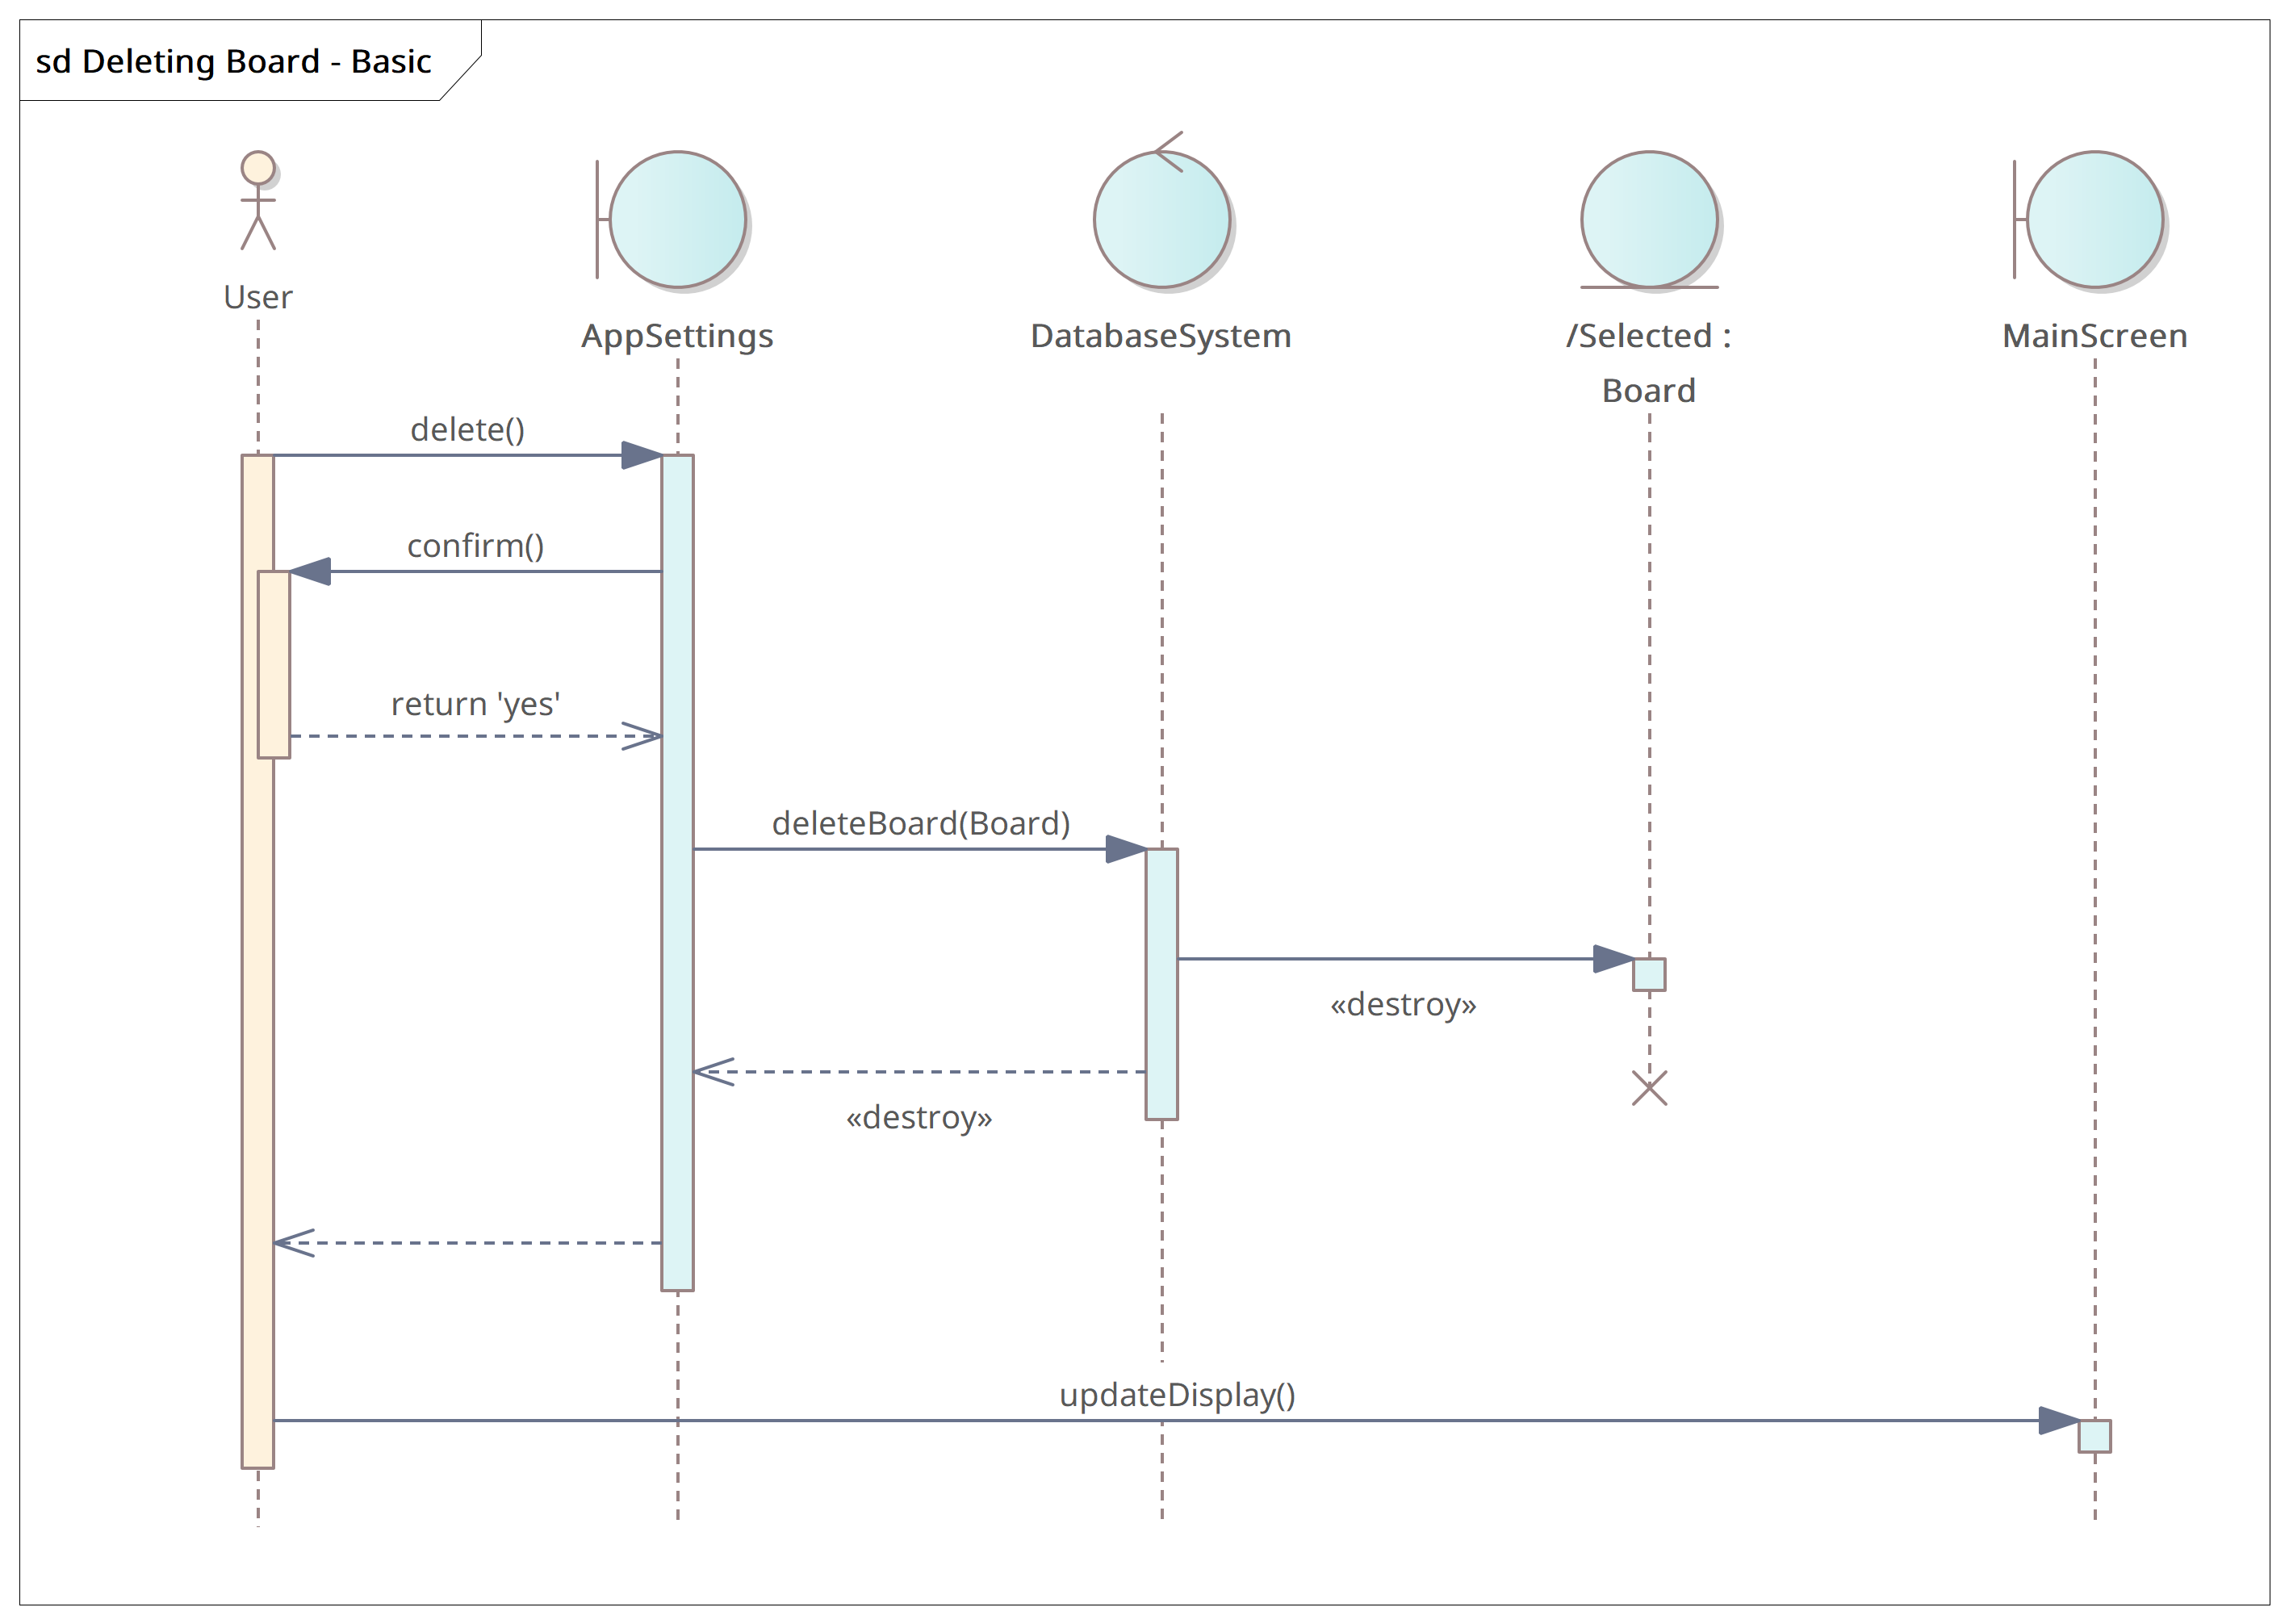 sd Deleting Board - Basic
User
AppSettings
DatabaseSystem
/Selected :
Board
MainScreen
delete()
confirm()
return 'yes'
deleteBoard(Board)
«destroy»
«destroy»
updateDisplay()